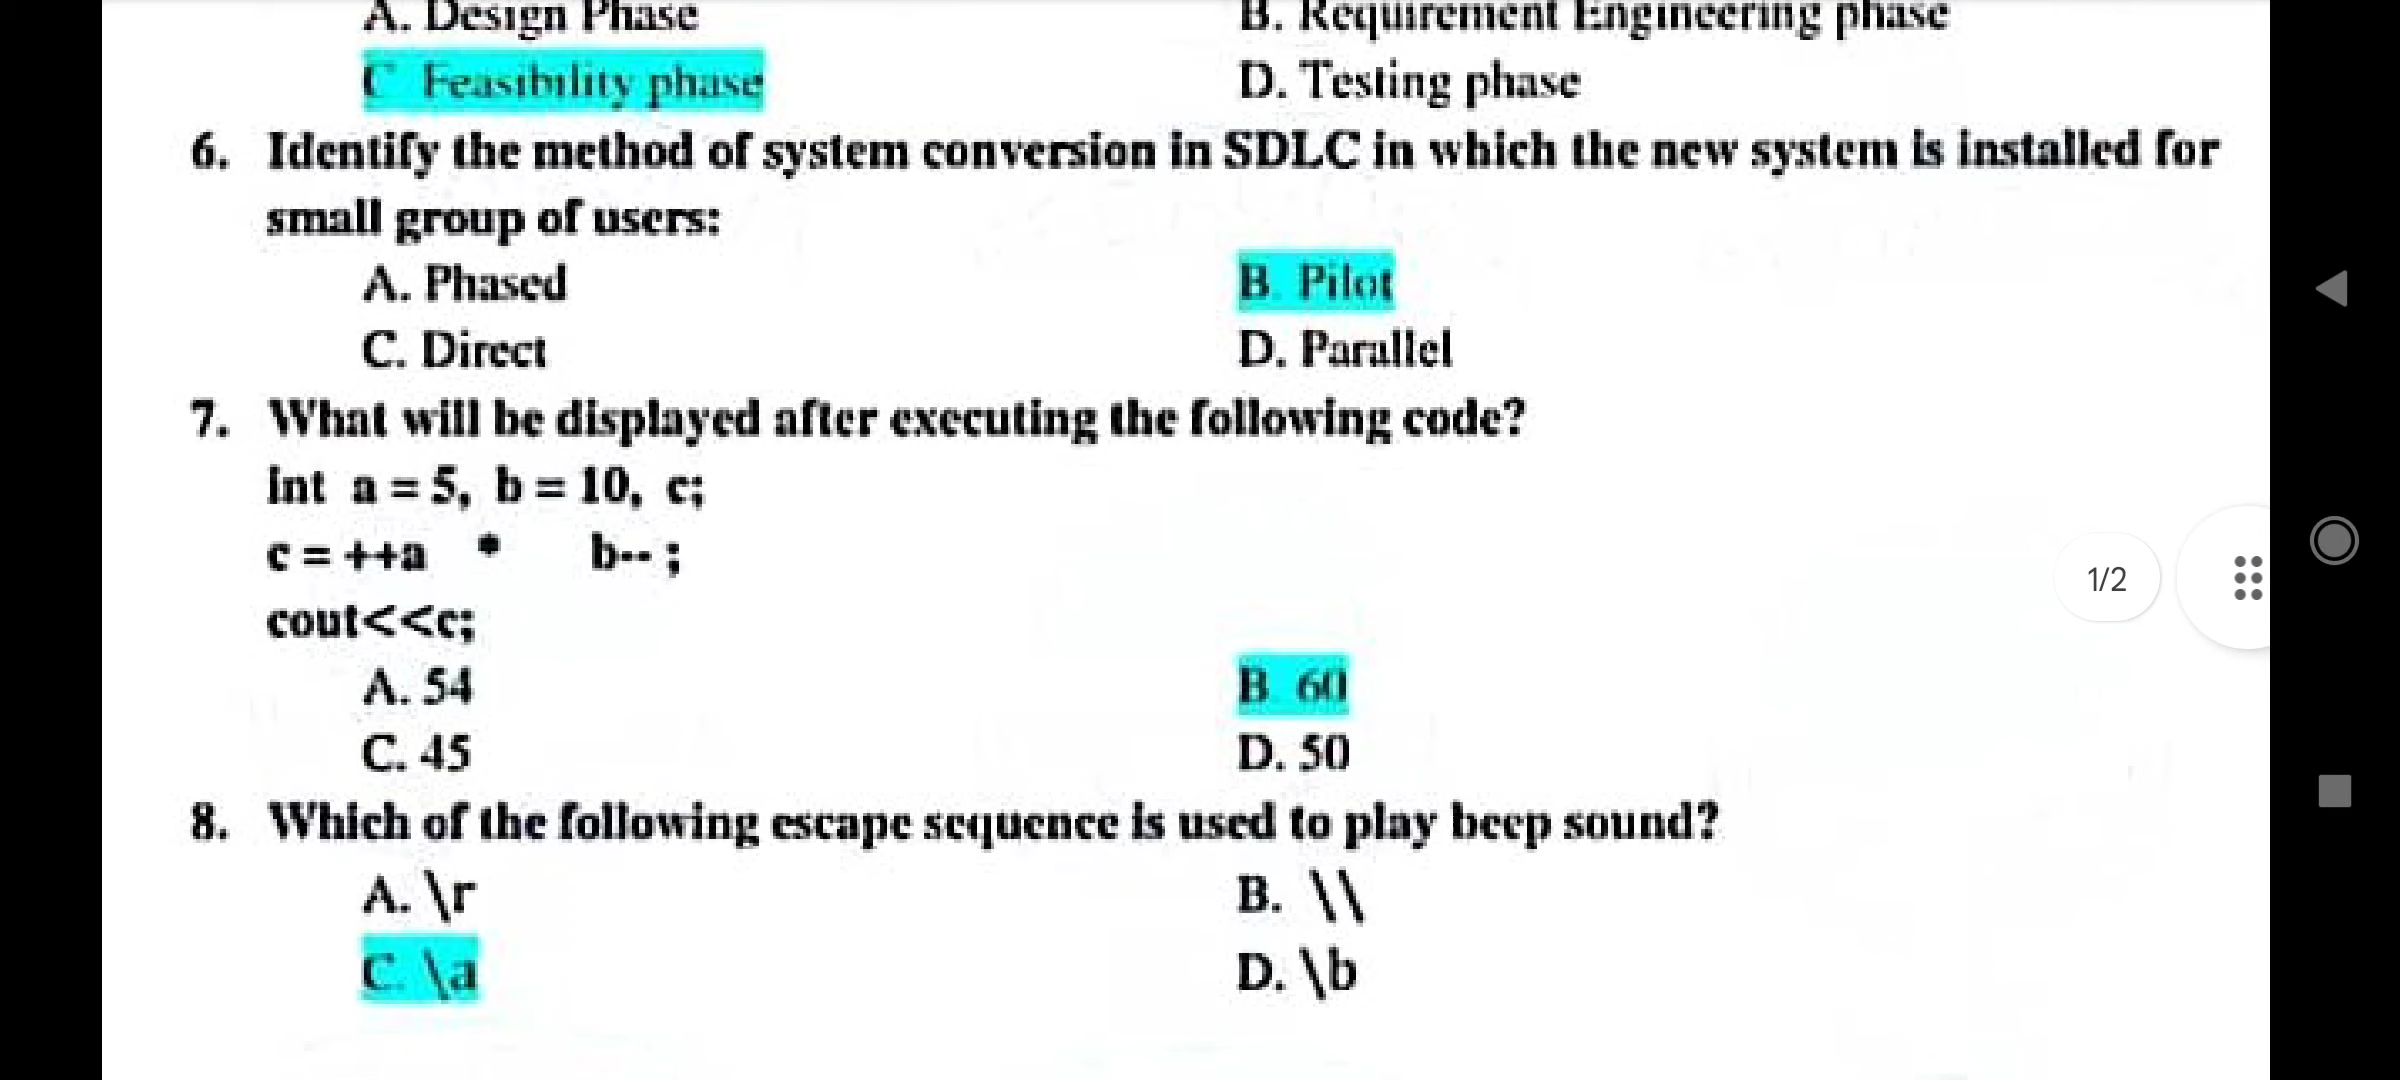 A. Design Phase B. Requirement Engineering phase
C Feasibility phase D. Testing phase
6. Identify the method of system conversion in SDLC in which the new system is installed for
small group of users:
A. Phased B. Pilot
C. Direct D. Parallel
7. What will be displayed after executing the following code?
int a = 5, b = 10, c;
c = ++a * b-- ;
cout<<c;
A. 54 B. 60
C. 45 D. 50
1/2
8. Which of the following escape sequence is used to play beep sound?
A. \r B. \\
C. \a D. \b